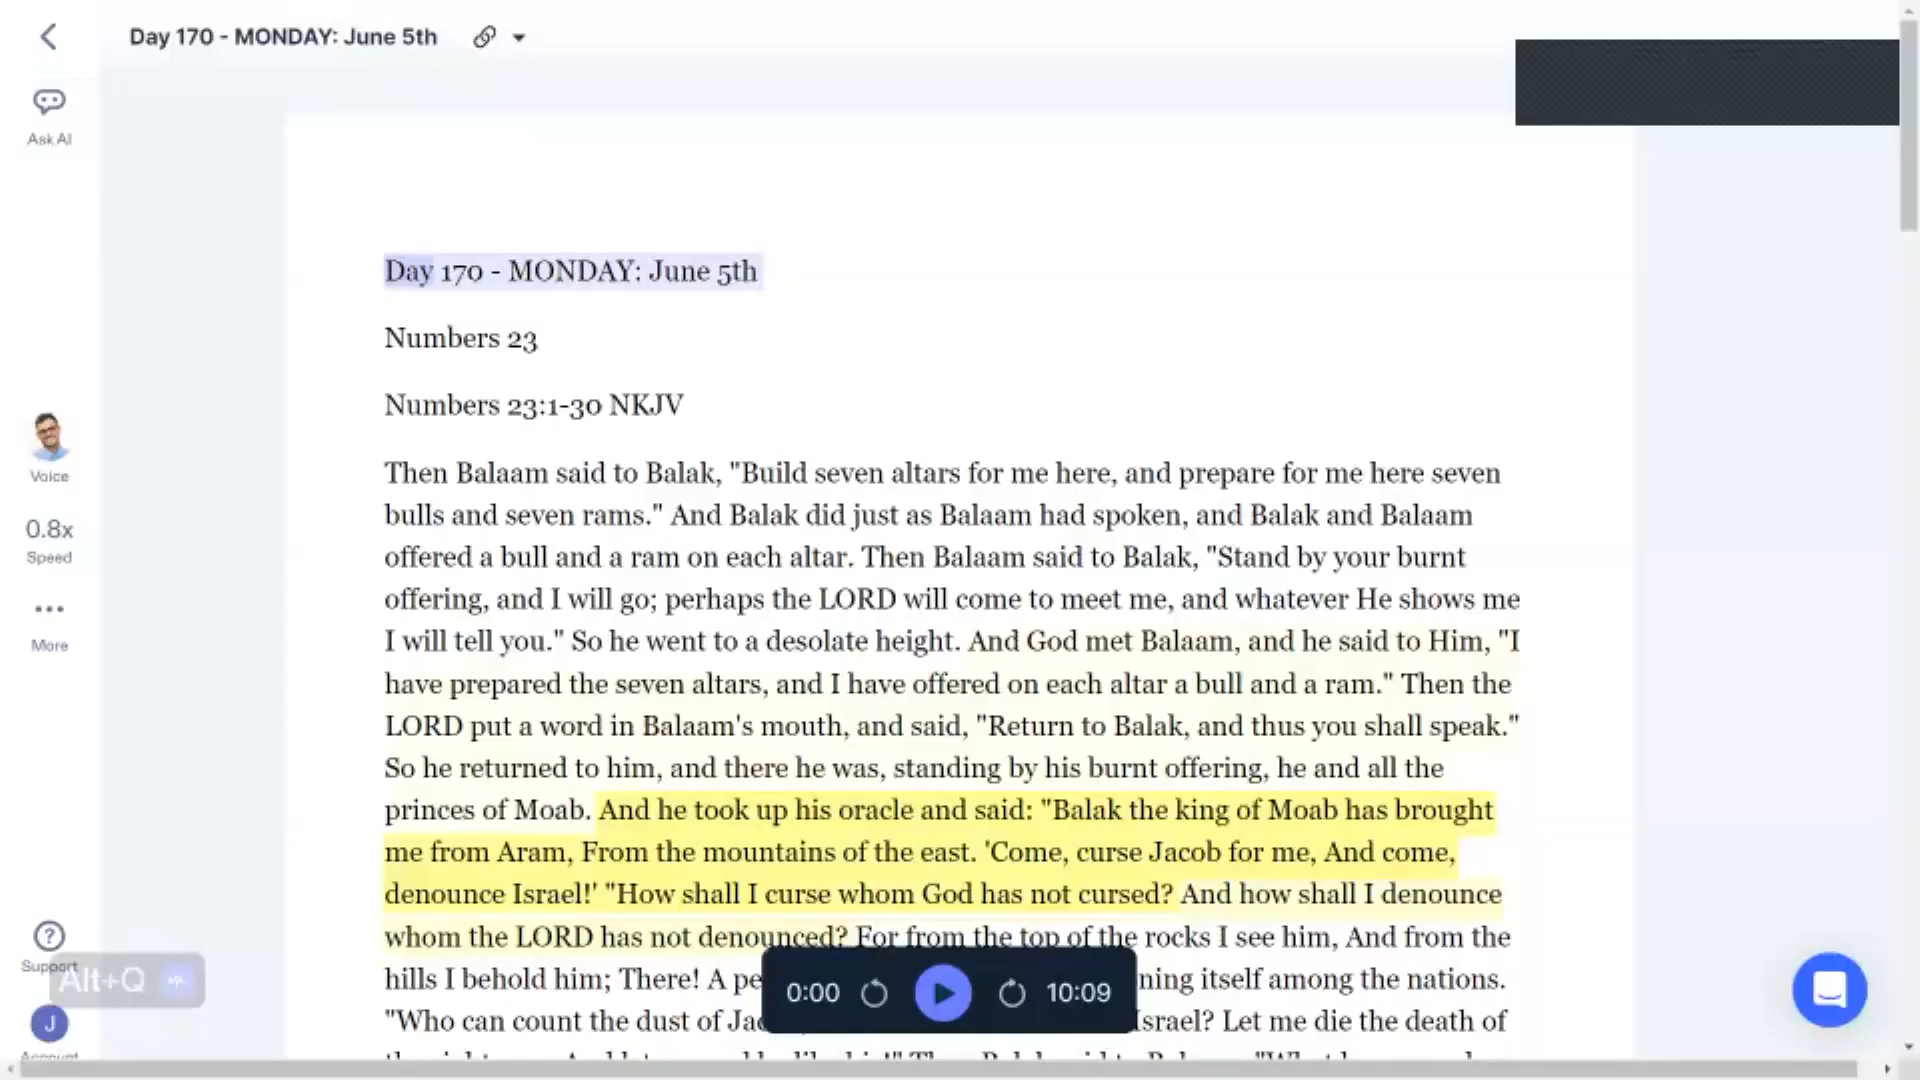 Day 170 - MONDAY: June 5th
Ask AI
Day 170 - MONDAY: June 5th
Numbers 23
Numbers 23:1-30 NKJV
Then Balaam said to Balak, "Build seven altars for me here, and prepare for me here seven
bulls and seven rams." And Balak did just as Balaam had spoken, and Balak and Balaam
offered a bull and a ram on each altar. Then Balaam said to Balak, "Stand by your burnt
offering, and I will go; perhaps the LORD will come to meet me, and whatever He shows me
I will tell you." So he went to a desolate height. And God met Balaam, and he said to Him, "I
have prepared the seven altars, and I have offered on each altar a bull and a ram." Then the
LORD put a word in Balaam's mouth, and said, "Return to Balak, and thus you shall speak."
So he returned to him, and there he was, standing by his burnt offering, he and all the
princes of Moab. And he took up his oracle and said: "Balak the king of Moab has brought
me from Aram, From the mountains of the east. 'Come, curse Jacob for me, And come,
denounce Israel!' "How shall I curse whom God has not cursed? And how shall I denounce
whom the LORD has not denounced? For from the top of the rocks I see him, And from the
hills I behold him; There! A ning itself among the nations.
"Who can count the dust of Israel? Let me die the death of
Voice
0.8x
Speed
More
Support
Alt+Q
J
Account
0:00
10:09